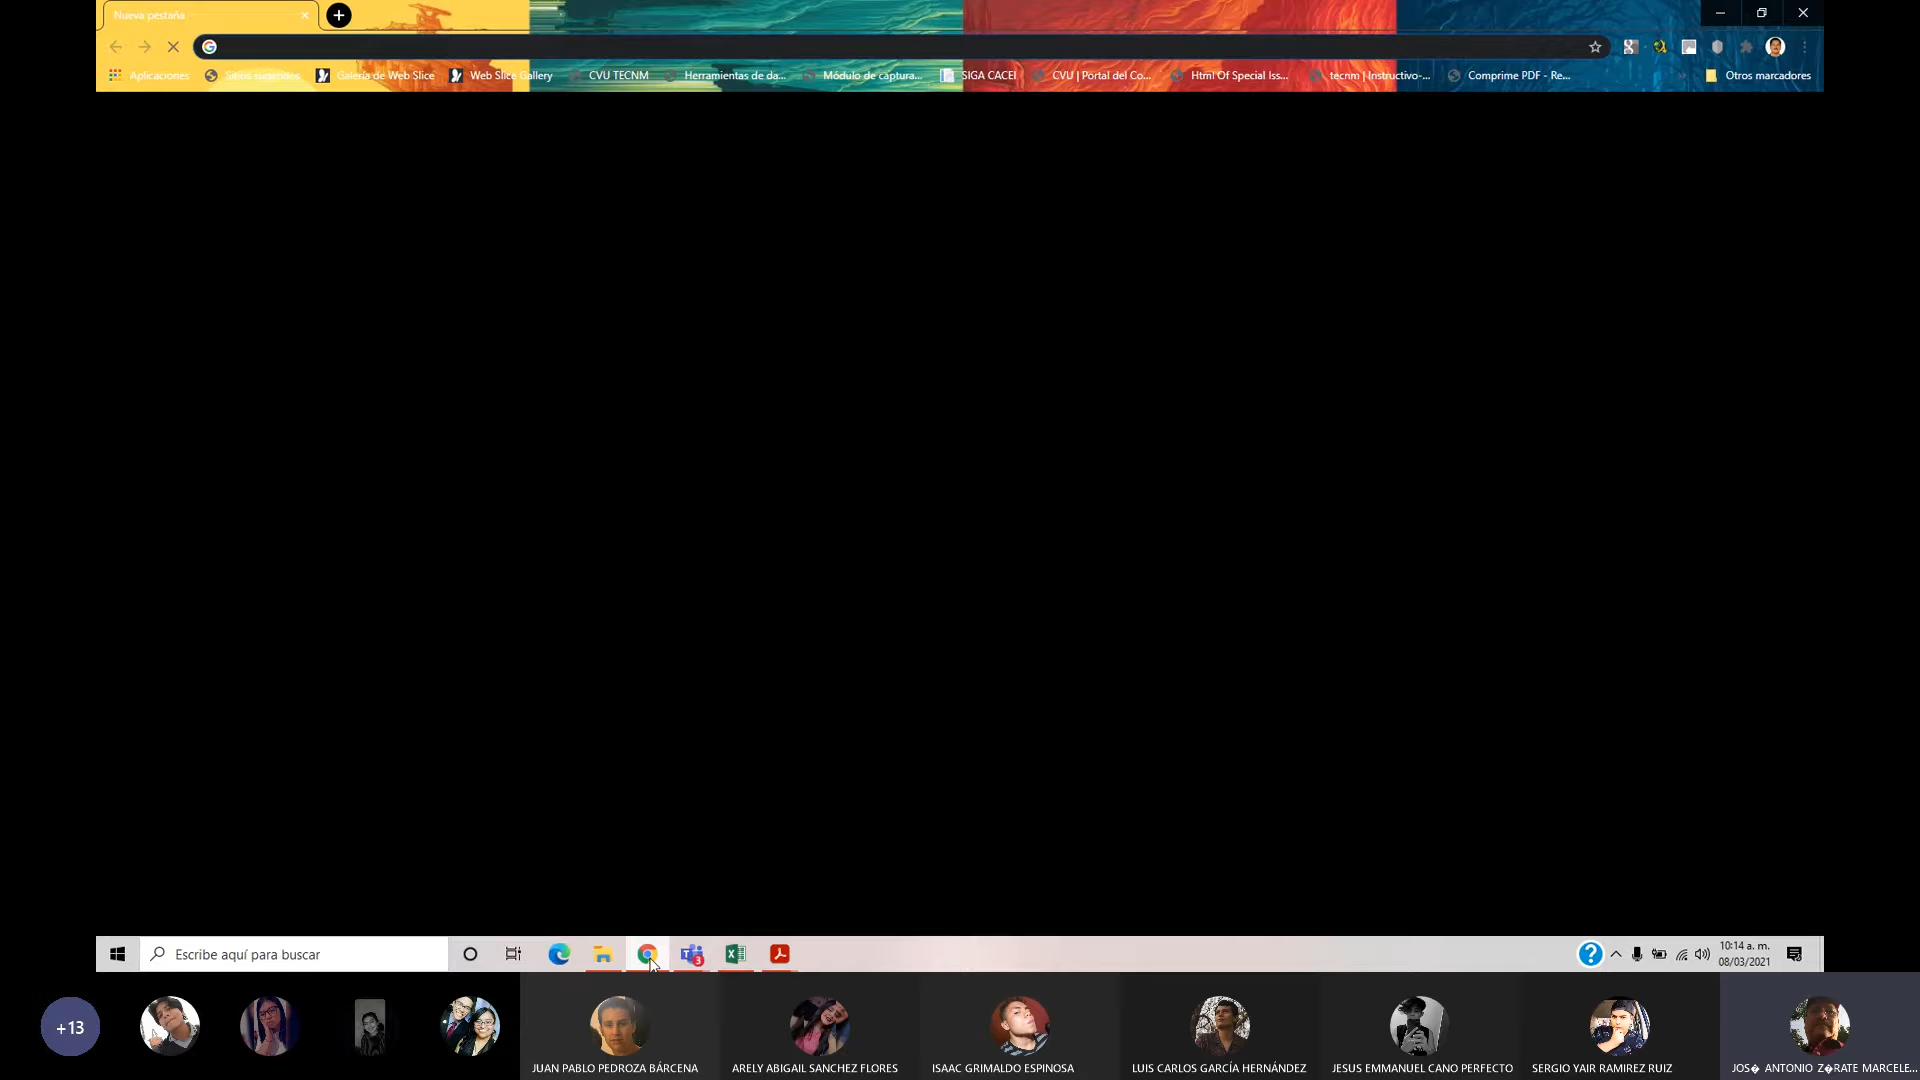 Nueva pestaña
Aplicaciones
Sitios sugeridos
Galería de Web Slice
Web Slice Gallery
CVU TECNM
Herramientas de da...
Módulo de captura...
SIGA CACEI
CVU | Portal del Co...
Html Of Special Iss...
tecnm | Instructivo-...
Comprime PDF - Re...
Otros marcadores
Escribe aquí para buscar
3
10:14 a. m.
08/03/2021
+13
JUAN PABLO PEDROZA BÁRCENA
ARELY ABIGAIL SANCHEZ FLORES
ISAAC GRIMALDO ESPINOSA
LUIS CARLOS GARCÍA HERNÁNDEZ
JESUS EMMANUEL CANO PERFECTO
SERGIO YAIR RAMIREZ RUIZ
JOS� ANTONIO Z�RATE MARCELE...